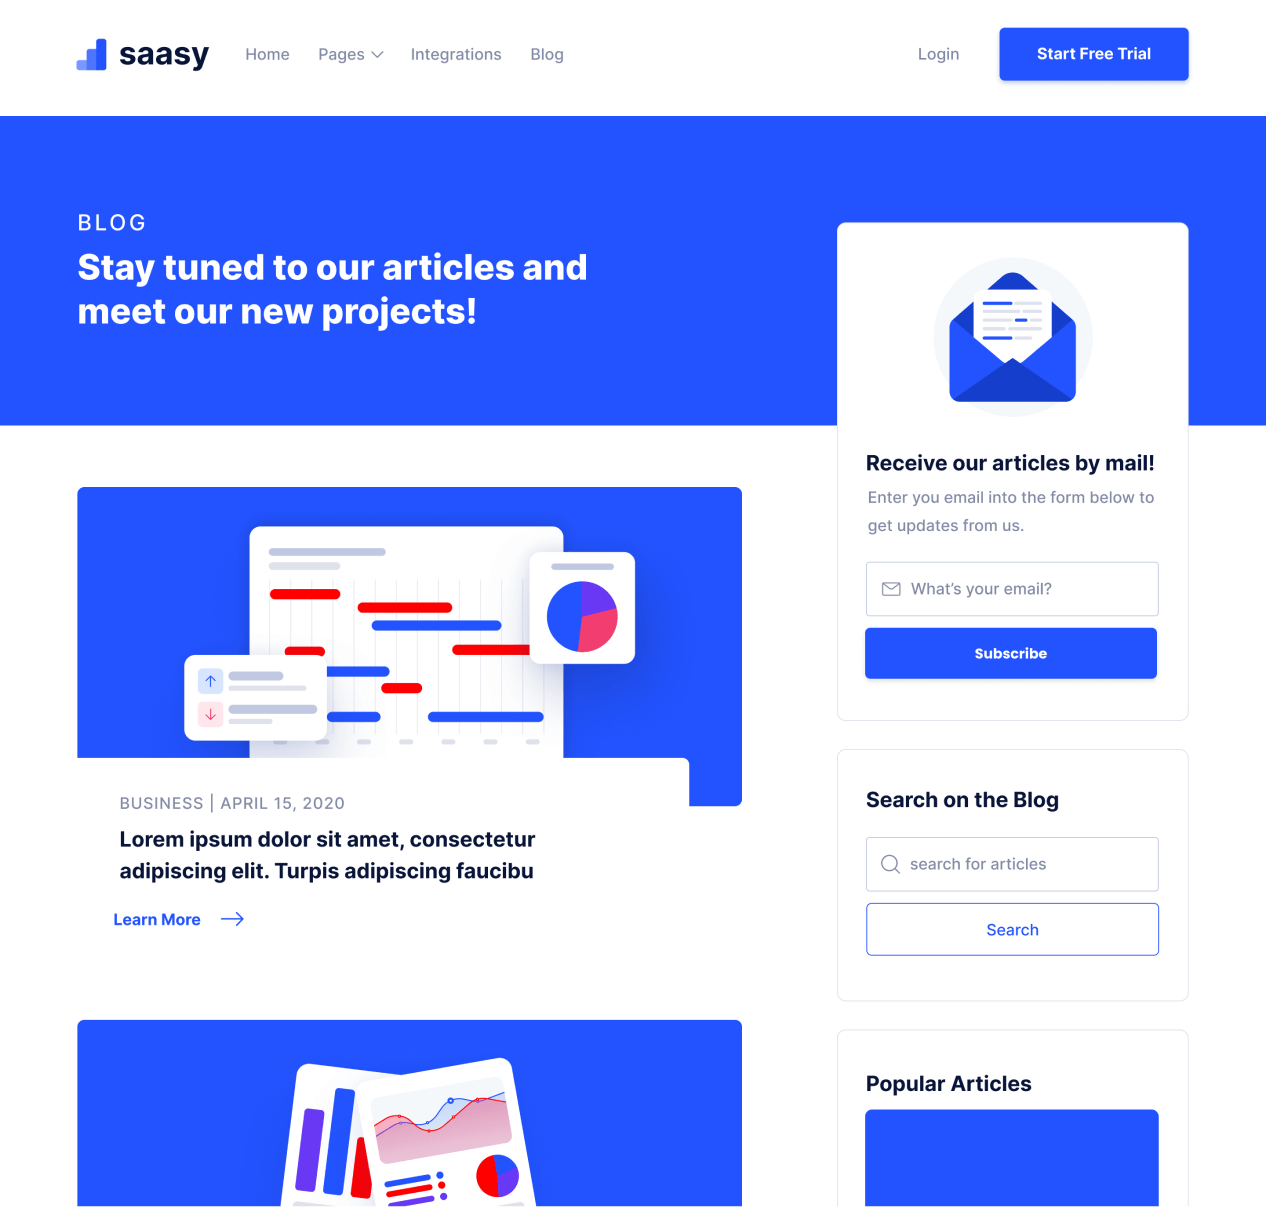 saasy
Home
Pages
Integrations
Blog
Login
Start Free Trial
BLOG
Stay tuned to our articles and
meet our new projects!
Receive our articles by mail!
Enter you email into the form below to
get updates from us.
What’s your email?
Subscribe
BUSINESS | APRIL 15, 2020
Lorem ipsum dolor sit amet, consectetur
adipiscing elit. Turpis adipiscing faucibu
Learn More
Search on the Blog
search for articles
Search
Popular Articles